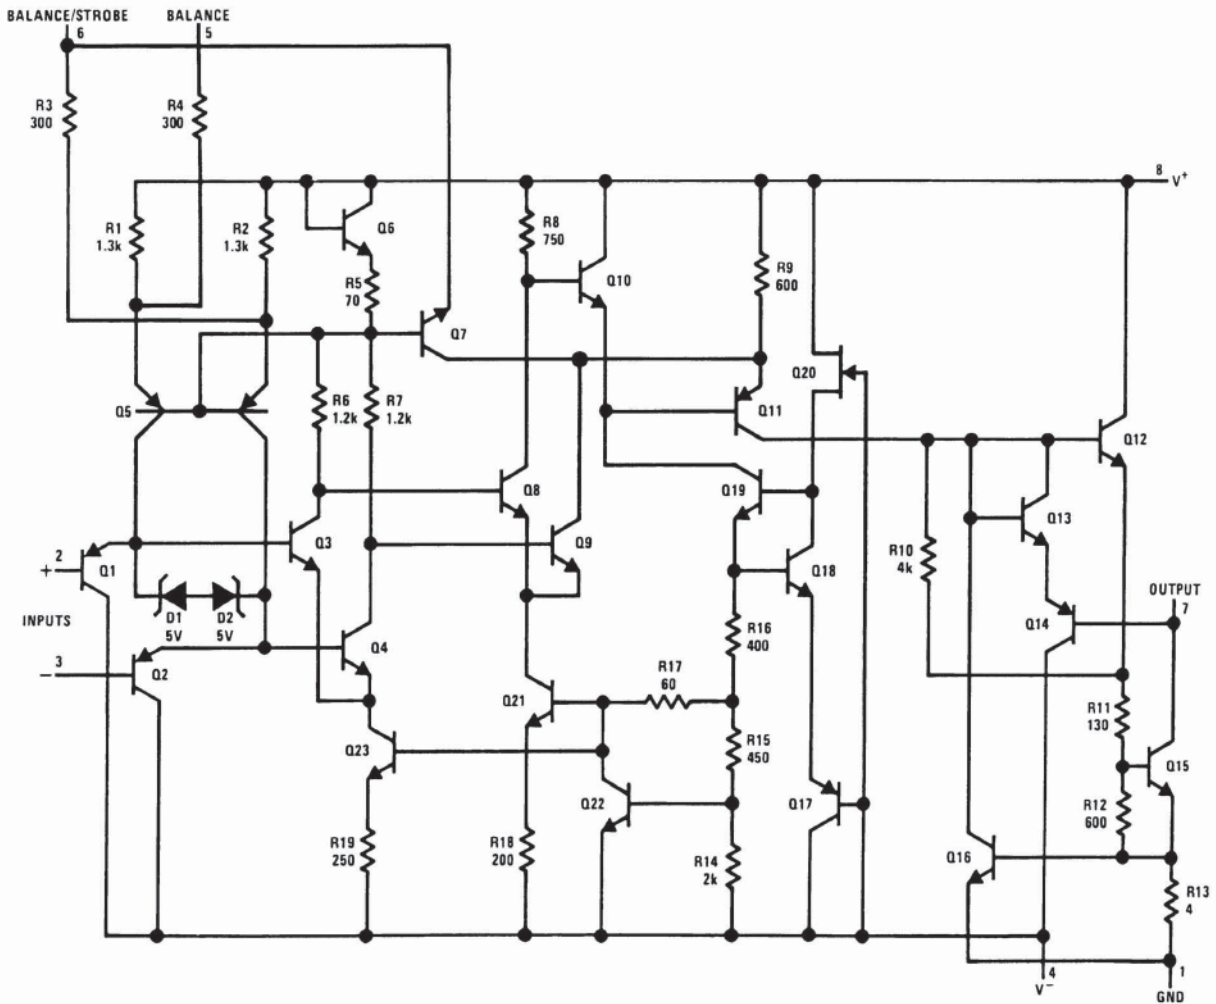 BALANCE/STROBE
6
BALANCE
5
R3
300
R4
300
8 V+
R1
1.3k
R2
1.3k
Q6
R5
70
R8
750
Q10
R9
600
Q7
Q20
Q5
R6
1.2k
R7
1.2k
Q11
Q12
Q8
Q19
Q3
Q9
Q13
2
+
Q1
Q18
R10
4k
INPUTS
D1
5V
D2
5V
OUTPUT
7
Q14
R16
400
3
−
Q2
Q4
R17
60
Q21
R11
130
Q23
R15
450
Q15
Q22
Q17
R12
600
R19
250
R18
200
R14
2k
Q16
R13
4
4
V−
1
GND